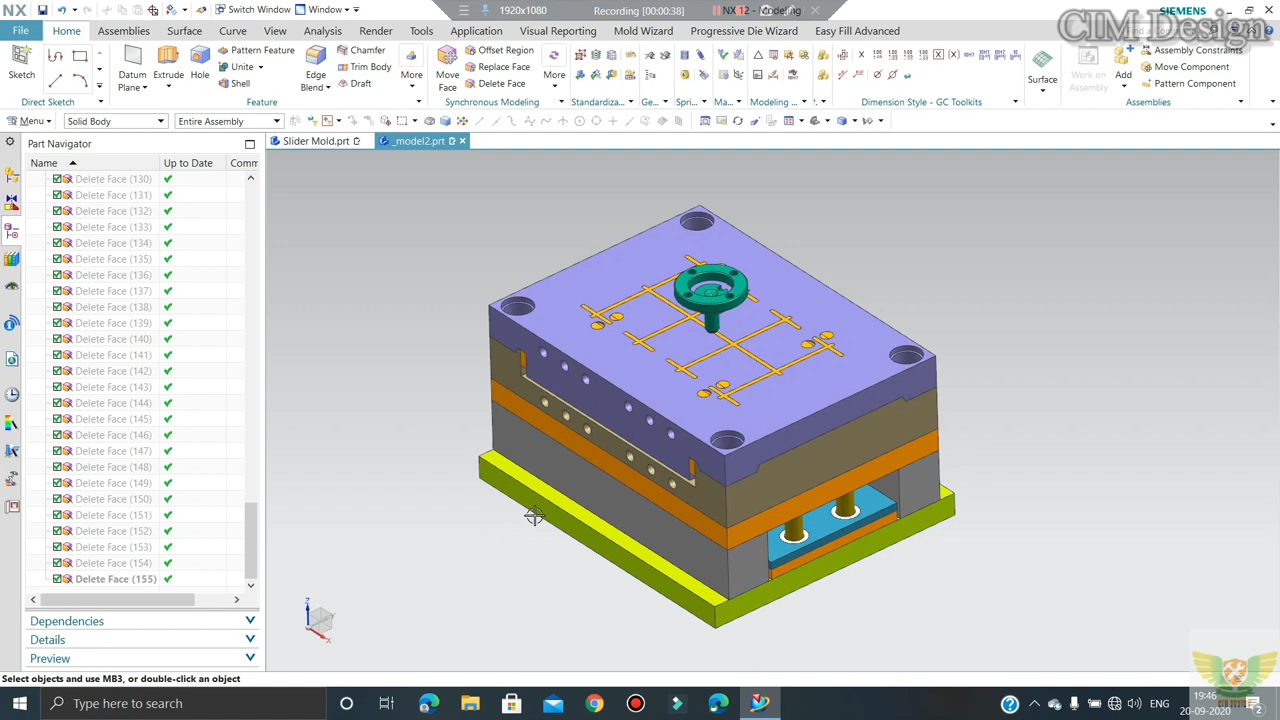 NX
Switch Window
Window
1920x1080
Recording [00:00:38]
NX 12 - Modeling
SIEMENS
CIM Design
File
Home
Assemblies
Surface
Curve
View
Analysis
Render
Tools
Application
Visual Reporting
Mold Wizard
Progressive Die Wizard
Easy Fill Advanced
Sketch
Datum Plane
Extrude
Hole
Pattern Feature
Unite
Shell
Edge Blend
Chamfer
Trim Body
Draft
More
Move Face
Offset Region
Replace Face
Delete Face
More
Surface
Work on Assembly
Add
Assembly Constraints
Move Component
Pattern Component
Direct Sketch
Feature
Synchronous Modeling
Standardiza...
Ge...
Spri...
Ma...
Modeling ...
Dimension Style - GC Toolkits
Assemblies
Menu
Solid Body
Entire Assembly
Part Navigator
Slider Mold.prt
_model2.prt
Name
Up to Date
Comm
Delete Face (130)
Delete Face (131)
Delete Face (132)
Delete Face (133)
Delete Face (134)
Delete Face (135)
Delete Face (136)
Delete Face (137)
Delete Face (138)
Delete Face (139)
Delete Face (140)
Delete Face (141)
Delete Face (142)
Delete Face (143)
Delete Face (144)
Delete Face (145)
Delete Face (146)
Delete Face (147)
Delete Face (148)
Delete Face (149)
Delete Face (150)
Delete Face (151)
Delete Face (152)
Delete Face (153)
Delete Face (154)
Delete Face (155)
Dependencies
Details
Preview
Z
X
Select objects and use MB3, or double-click an object
Type here to search
ENG
19:46
20-09-2020
2